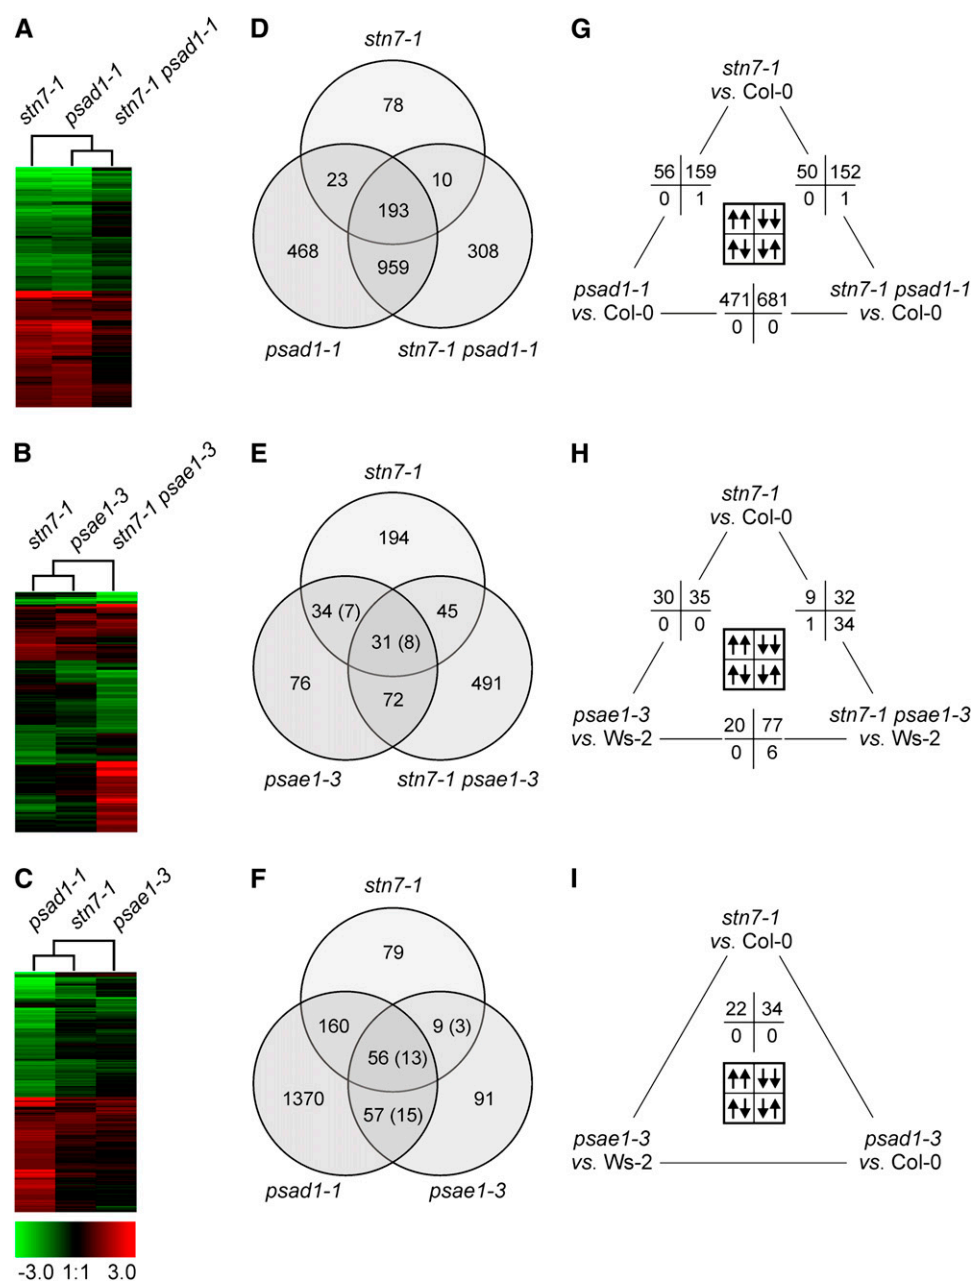 A
stn7-1
psad1-1
stn7-1 psad1-1
D
stn7-1
78
23
10
193
468
308
959
psad1-1
stn7-1 psad1-1
G
stn7-1
vs. Col-0
56 159
0 1
50 152
0 1
psad1-1
vs. Col-0
471 681
0 0
stn7-1 psad1-1
vs. Col-0
B
stn7-1
psae1-3
stn7-1 psae1-3
E
stn7-1
194
34 (7)
45
31 (8)
76
491
72
psae1-3
stn7-1 psae1-3
H
stn7-1
vs. Col-0
30 35
0 0
9 32
1 34
psae1-3
vs. Ws-2
20 77
0 6
stn7-1 psae1-3
vs. Ws-2
C
psad1-1
stn7-1
psae1-3
-3.0 1:1 3.0
F
stn7-1
79
160
9 (3)
56 (13)
1370
91
57 (15)
psad1-1
psae1-3
I
stn7-1
vs. Col-0
22 34
0 0
psae1-3
vs. Ws-2
psad1-3
vs. Col-0